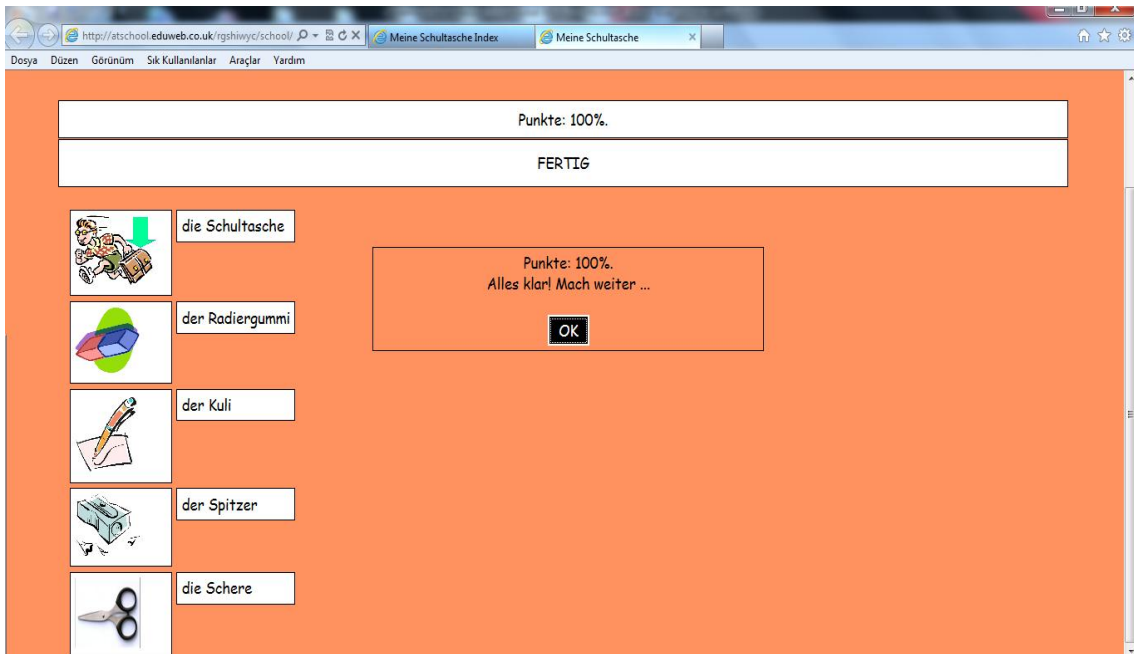 http://atschool.eduweb.co.uk/rgshiwyc/school/
Meine Schultasche Index
Meine Schultasche
Dosya Düzen Görünüm Sık Kullanılanlar Araçlar Yardım
Punkte: 100%.
FERTIG
die Schultasche
Punkte: 100%.
Alles klar! Mach weiter ...
OK
der Radiergummi
der Kuli
der Spitzer
die Schere